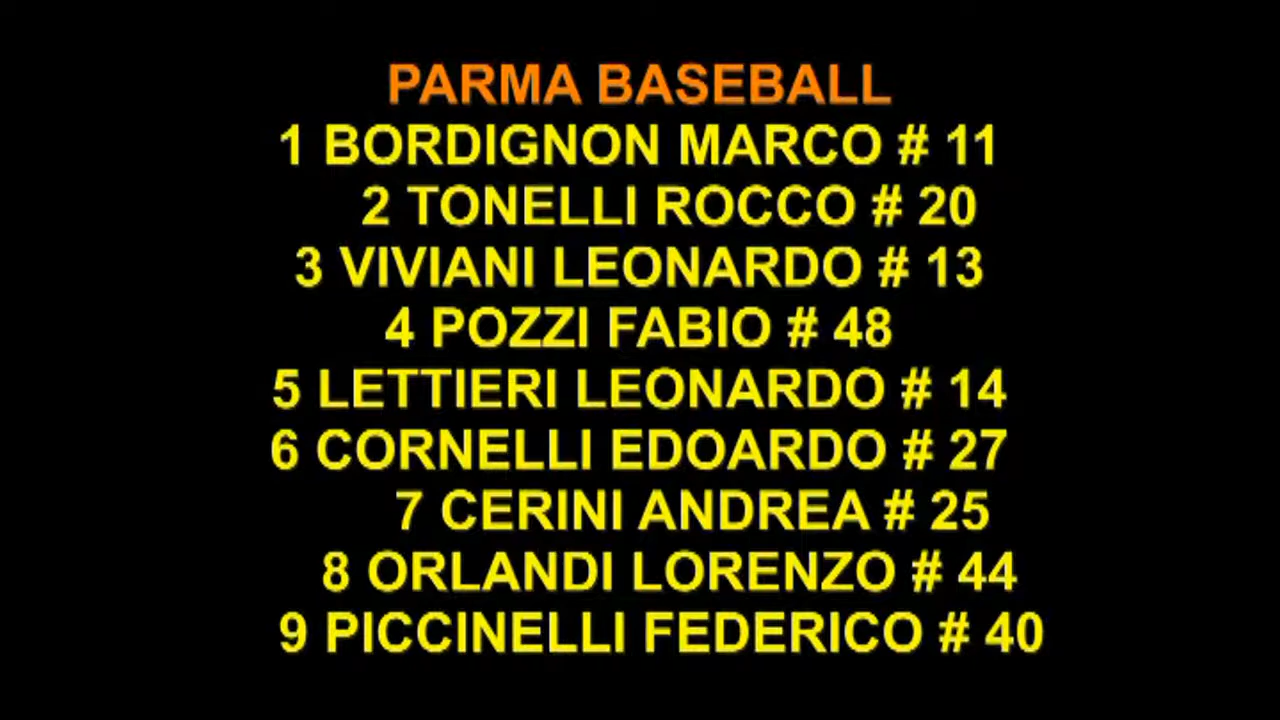 PARMA BASEBALL
1 BORDIGNON MARCO # 11
2 TONELLI ROCCO # 20
3 VIVIANI LEONARDO # 13
4 POZZI FABIO # 48
5 LETTIERI LEONARDO # 14
6 CORNELLI EDOARDO # 27
7 CERINI ANDREA # 25
8 ORLANDI LORENZO # 44
9 PICCINELLI FEDERICO # 40